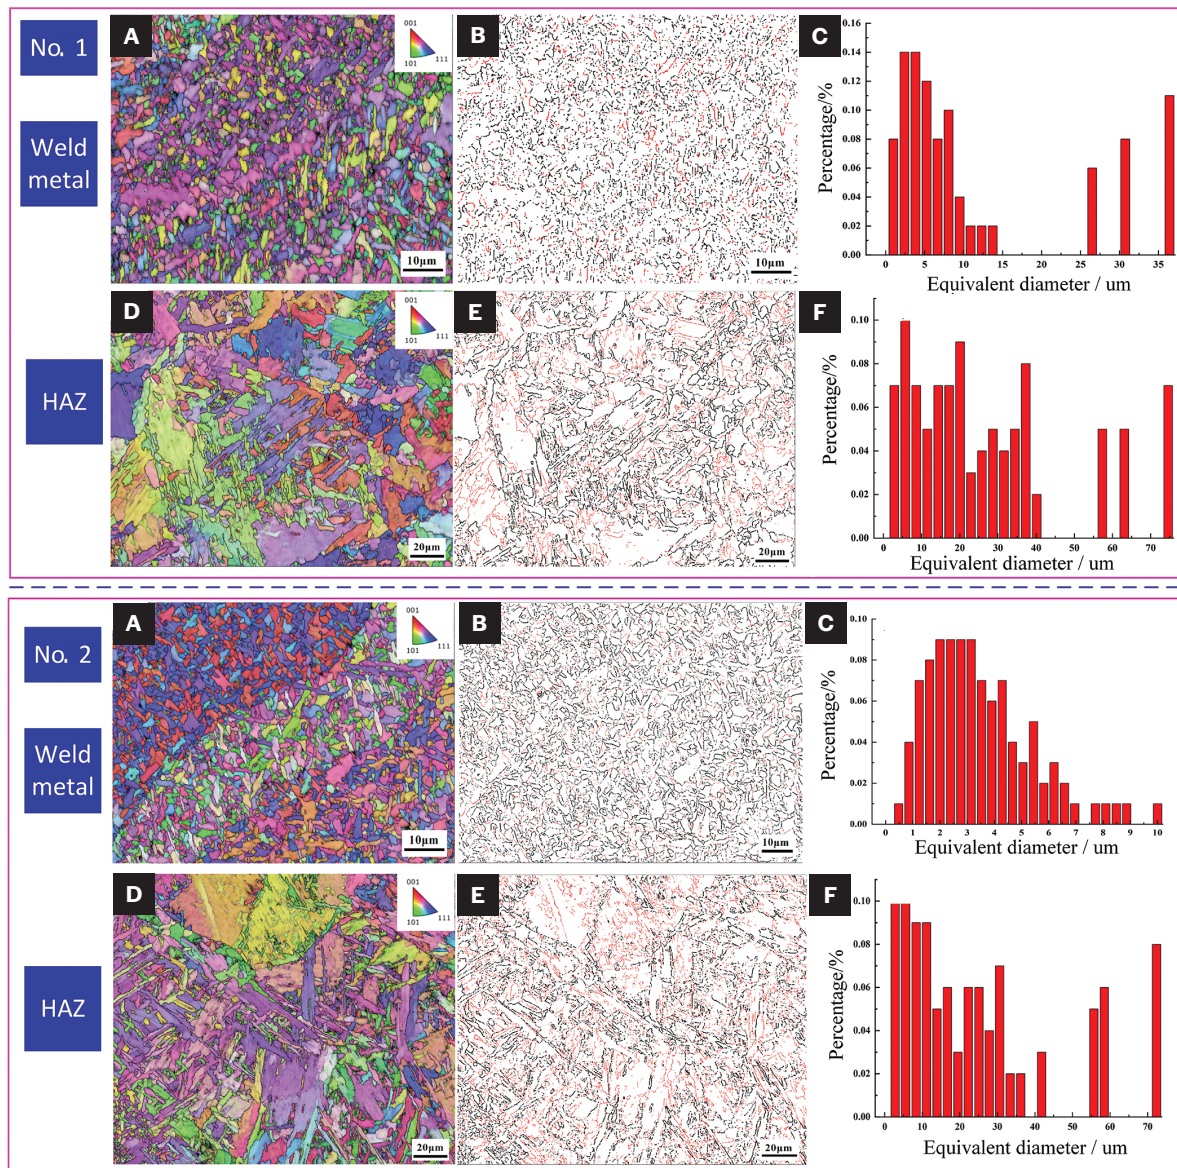 No. 1
Weld
metal
HAZ
A
001
101
111
10μm
B
10μm
C
Percentage/%
0.16
0.14
0.12
0.10
0.08
0.06
0.04
0.02
0.00
0 5 10 15 20 25 30 35
Equivalent diameter / um
D
001
101
111
20μm
E
20μm
F
Percentage/%
0.10
0.08
0.06
0.04
0.02
0.00
0 10 20 30 40 50 60 70
Equivalent diameter / um
No. 2
Weld
metal
HAZ
A
001
101
111
10μm
B
10μm
C
Percentage/%
0.10
0.08
0.06
0.04
0.02
0.00
0 1 2 3 4 5 6 7 8 9 10
Equivalent diameter / um
D
001
101
111
20μm
E
20μm
F
Percentage/%
0.10
0.08
0.06
0.04
0.02
0.00
0 10 20 30 40 50 60 70
Equivalent diameter / um